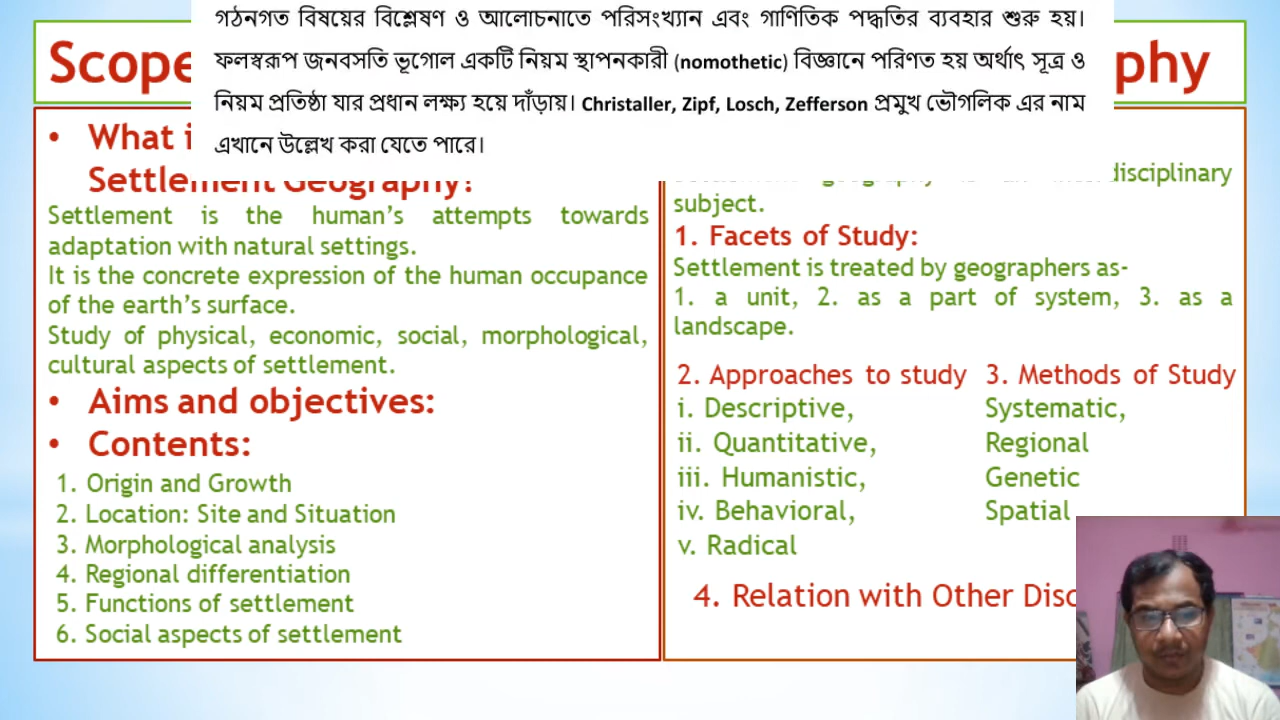 গঠনগত বিষয়ের বিশ্লেষণ ও আলোচনাতে পরিসংখ্যান এবং গাণিতিক পদ্ধতির ব্যবহার শুরু হয়।
ফলস্বরূপ জনবসতি ভূগোল একটি নিয়ম স্থাপনকারী (nomothetic) বিজ্ঞানে পরিণত হয় অর্থাৎ সূত্র ও
নিয়ম প্রতিষ্ঠা যার প্রধান লক্ষ্য হয়ে দাঁড়ায়। Christaller, Zipf, Losch, Zefferson প্রমুখ ভৌগলিক এর নাম
এখানে উল্লেখ করা যেতে পারে।
Scope phy
• What i
Settlement Geography?
Settlement is the human's attempts towards
adaptation with natural settings.
It is the concrete expression of the human occupance
of the earth's surface.
Study of physical, economic, social, morphological,
cultural aspects of settlement.
• Aims and objectives:
• Contents:
1. Origin and Growth
2. Location: Site and Situation
3. Morphological analysis
4. Regional differentiation
5. Functions of settlement
6. Social aspects of settlement
disciplinary
subject.
1. Facets of Study:
Settlement is treated by geographers as-
1. a unit, 2. as a part of system, 3. as a
landscape.
2. Approaches to study
i. Descriptive,
ii. Quantitative,
iii. Humanistic,
iv. Behavioral,
v. Radical
3. Methods of Study
Systematic,
Regional
Genetic
Spatial
4. Relation with Other Disc